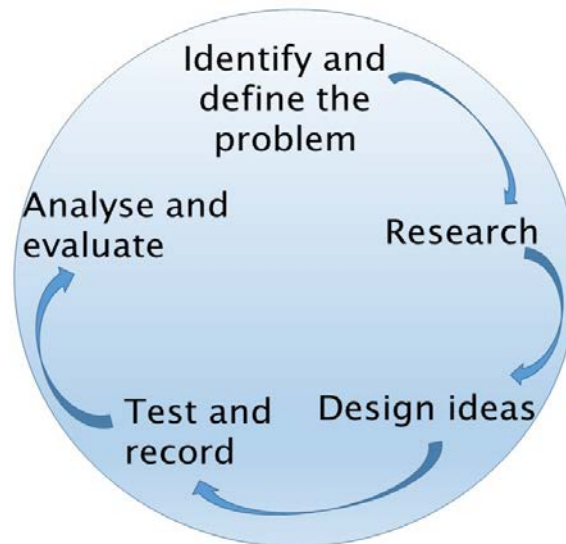 Identify and
define the
problem
Research
Design ideas
Test and
record
Analyse and
evaluate